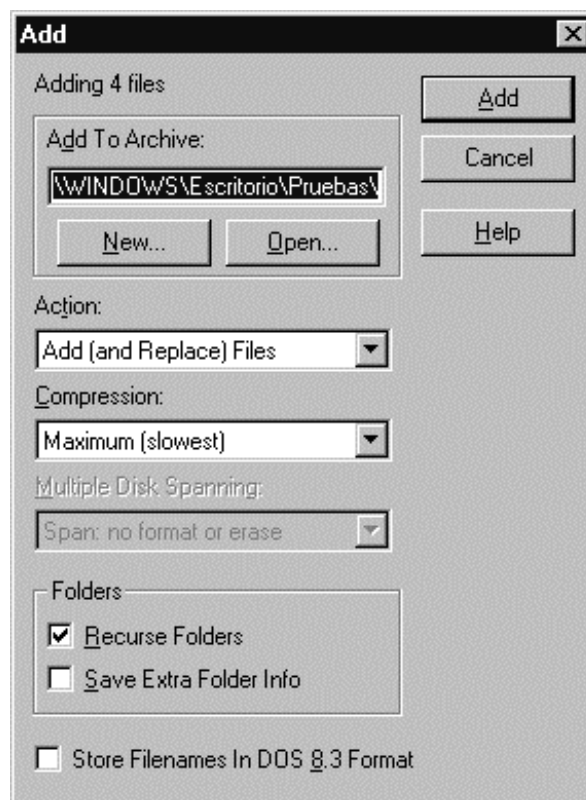 Add
Adding 4 files
Add
Add To Archive:
Cancel
\WINDOWS\Escritorio\Pruebas\
New...
Open...
Help
Action:
Add (and Replace) Files
Compression:
Maximum (slowest)
Multiple Disk Spanning:
Span: no format or erase
Folders
Recurse Folders
Save Extra Folder Info
Store Filenames In DOS 8.3 Format